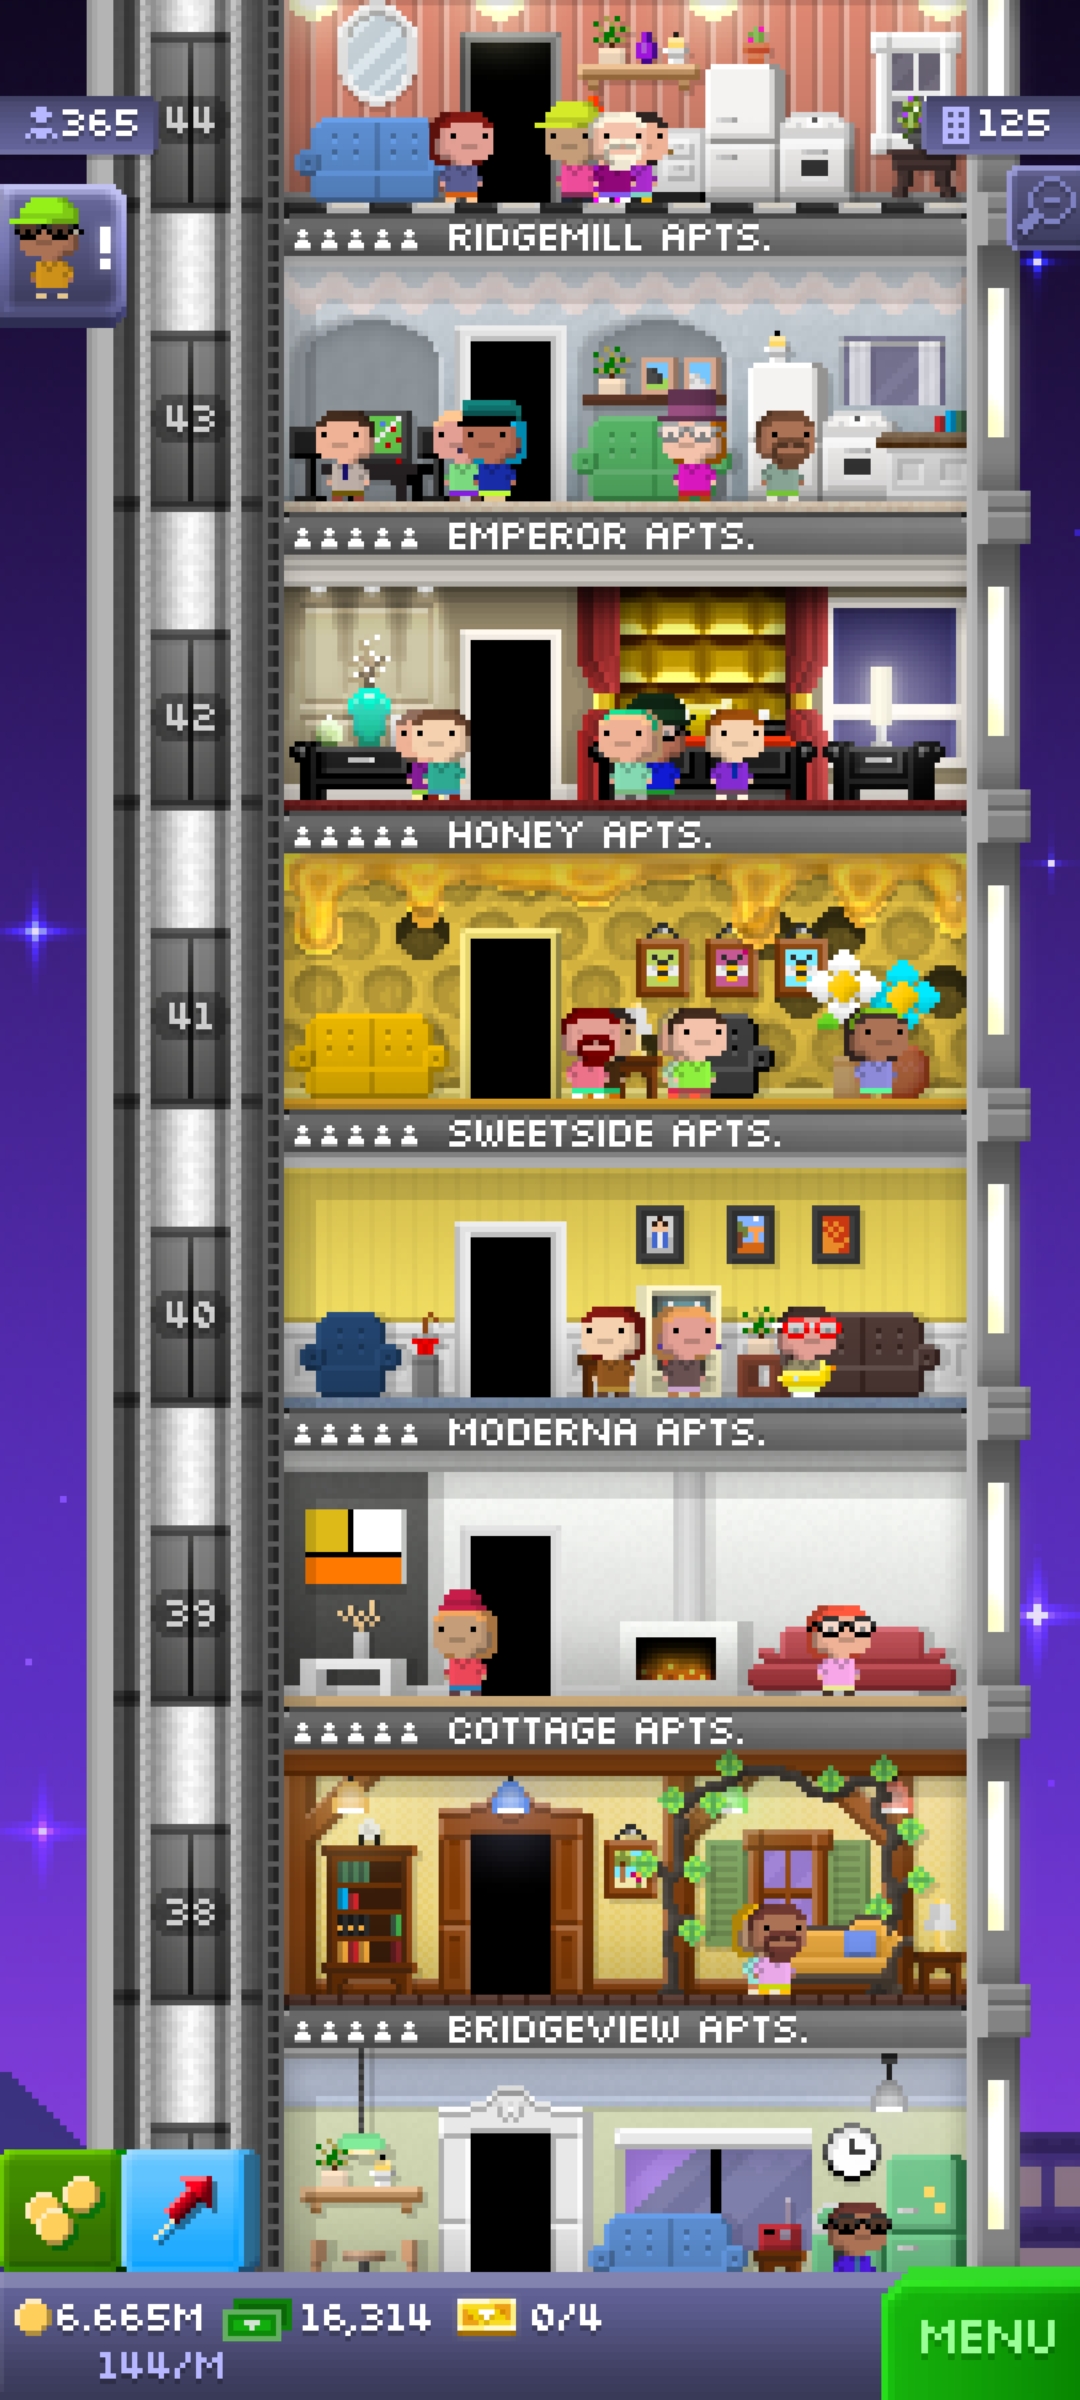 365
44
125
!
RIDGEMILL APTS.
43
EMPEROR APTS.
42
HONEY APTS.
41
SWEETSIDE APTS.
40
MODERNA APTS.
39
COTTAGE APTS.
38
BRIDGEVIEW APTS.
6.665M 16,314 0/4
144/M
MENU